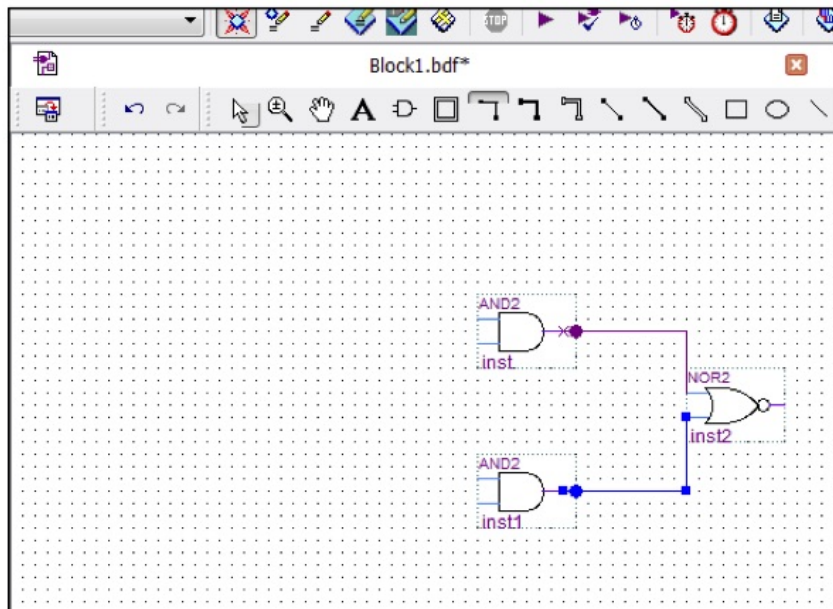 STOP
Block1.bdf*
A
AND2
inst
NOR2
inst2
AND2
inst1